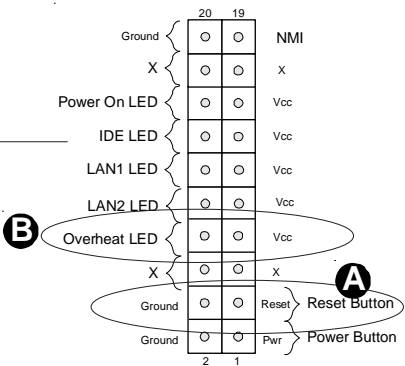 20 19
Ground NMI
X X
Power On LED Vcc
IDE LED Vcc
LAN1 LED Vcc
LAN2 LED Vcc
B Overheat LED Vcc
X X
A
Ground Reset Reset Button
Ground Pwr Power Button
2 1